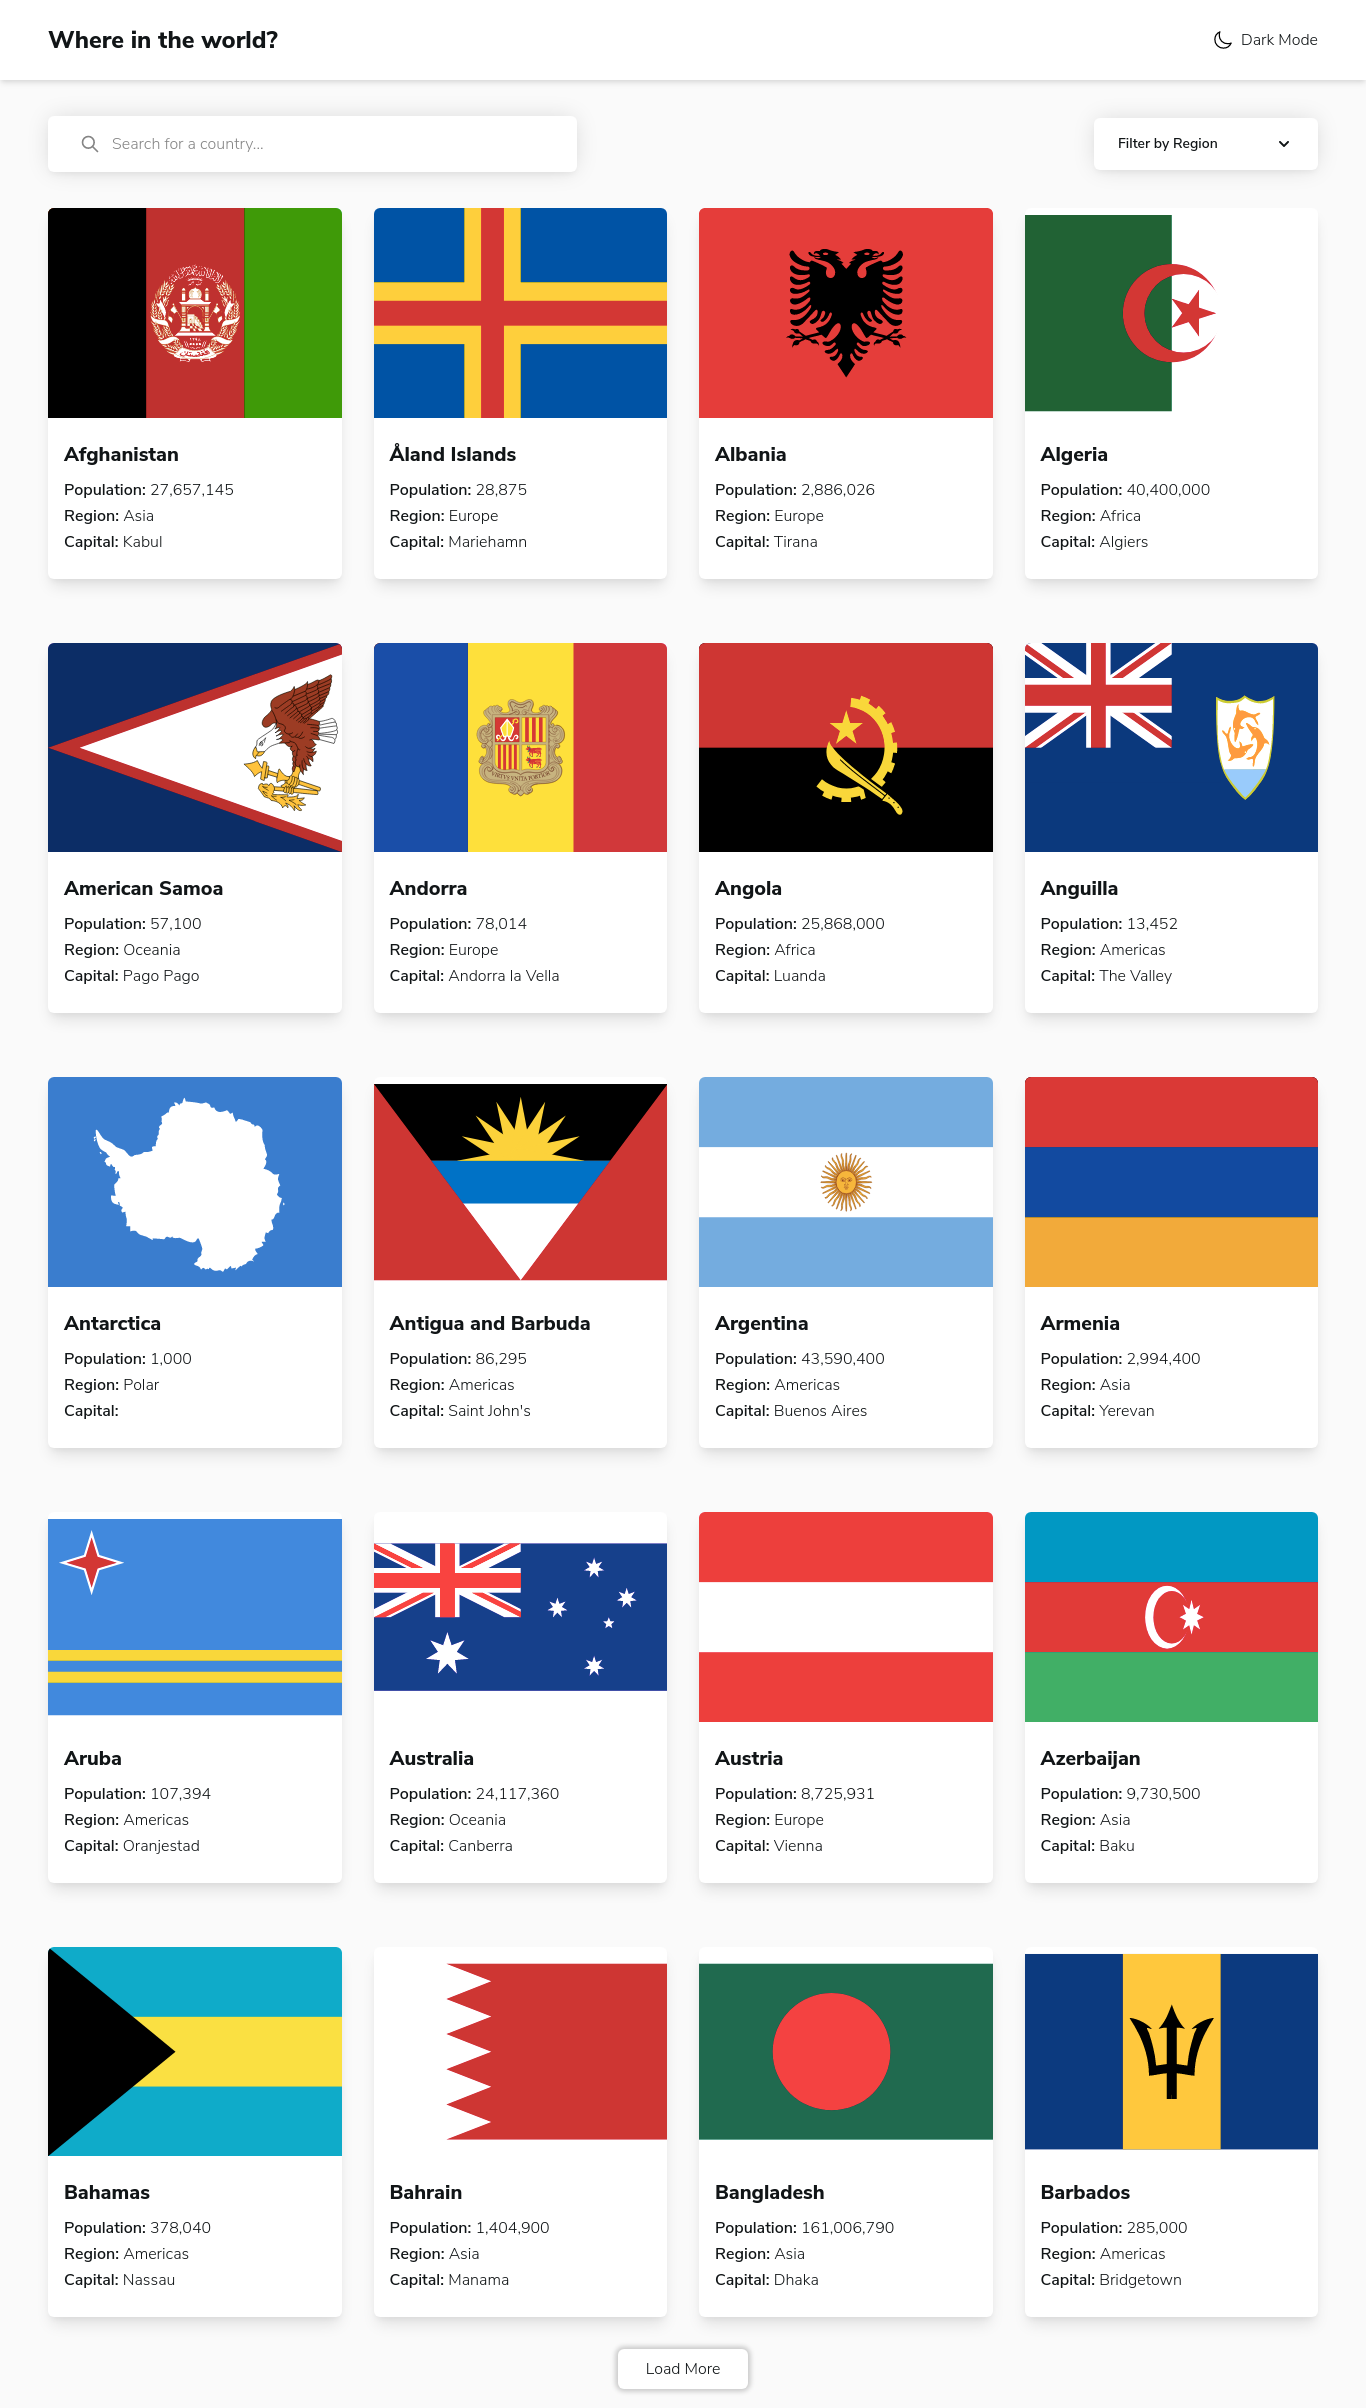 Where in the world?
Dark Mode
Search for a country...
Filter by Region
Afghanistan
Population: 27,657,145
Region: Asia
Capital: Kabul
Åland Islands
Population: 28,875
Region: Europe
Capital: Mariehamn
Albania
Population: 2,886,026
Region: Europe
Capital: Tirana
Algeria
Population: 40,400,000
Region: Africa
Capital: Algiers
American Samoa
Population: 57,100
Region: Oceania
Capital: Pago Pago
VIRTVS VNITA FORTIOR
Andorra
Population: 78,014
Region: Europe
Capital: Andorra la Vella
Angola
Population: 25,868,000
Region: Africa
Capital: Luanda
Anguilla
Population: 13,452
Region: Americas
Capital: The Valley
Antarctica
Population: 1,000
Region: Polar
Capital:
Antigua and Barbuda
Population: 86,295
Region: Americas
Capital: Saint John's
Argentina
Population: 43,590,400
Region: Americas
Capital: Buenos Aires
Armenia
Population: 2,994,400
Region: Asia
Capital: Yerevan
Aruba
Population: 107,394
Region: Americas
Capital: Oranjestad
Australia
Population: 24,117,360
Region: Oceania
Capital: Canberra
Austria
Population: 8,725,931
Region: Europe
Capital: Vienna
Azerbaijan
Population: 9,730,500
Region: Asia
Capital: Baku
Bahamas
Population: 378,040
Region: Americas
Capital: Nassau
Bahrain
Population: 1,404,900
Region: Asia
Capital: Manama
Bangladesh
Population: 161,006,790
Region: Asia
Capital: Dhaka
Barbados
Population: 285,000
Region: Americas
Capital: Bridgetown
Load More